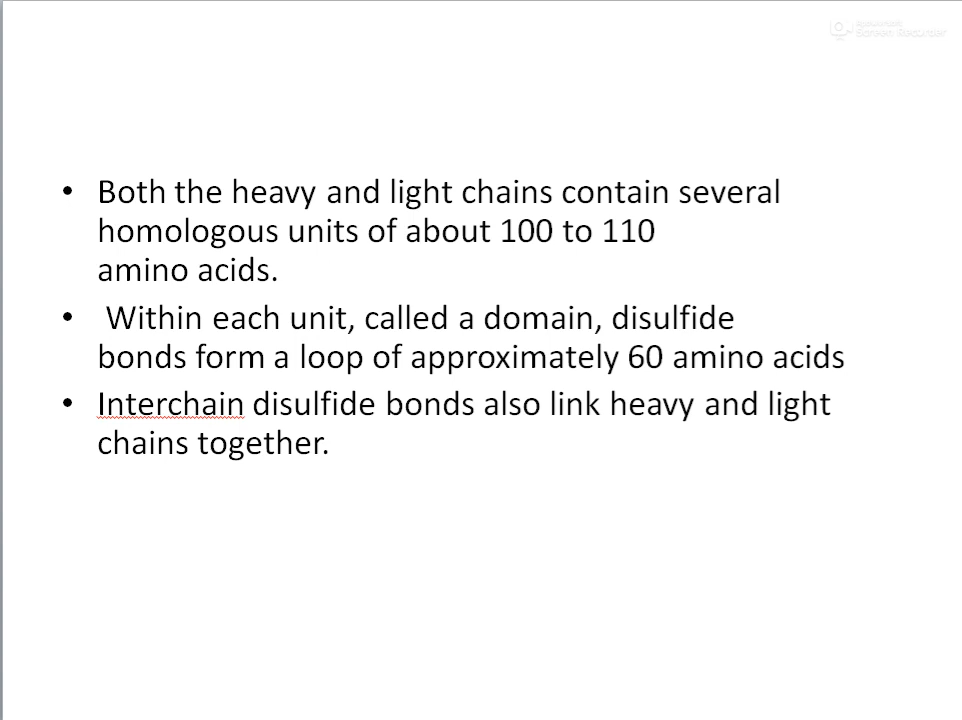 Screen Recorder
• Both the heavy and light chains contain several
homologous units of about 100 to 110
amino acids.
• Within each unit, called a domain, disulfide
bonds form a loop of approximately 60 amino acids
• Interchain disulfide bonds also link heavy and light
chains together.